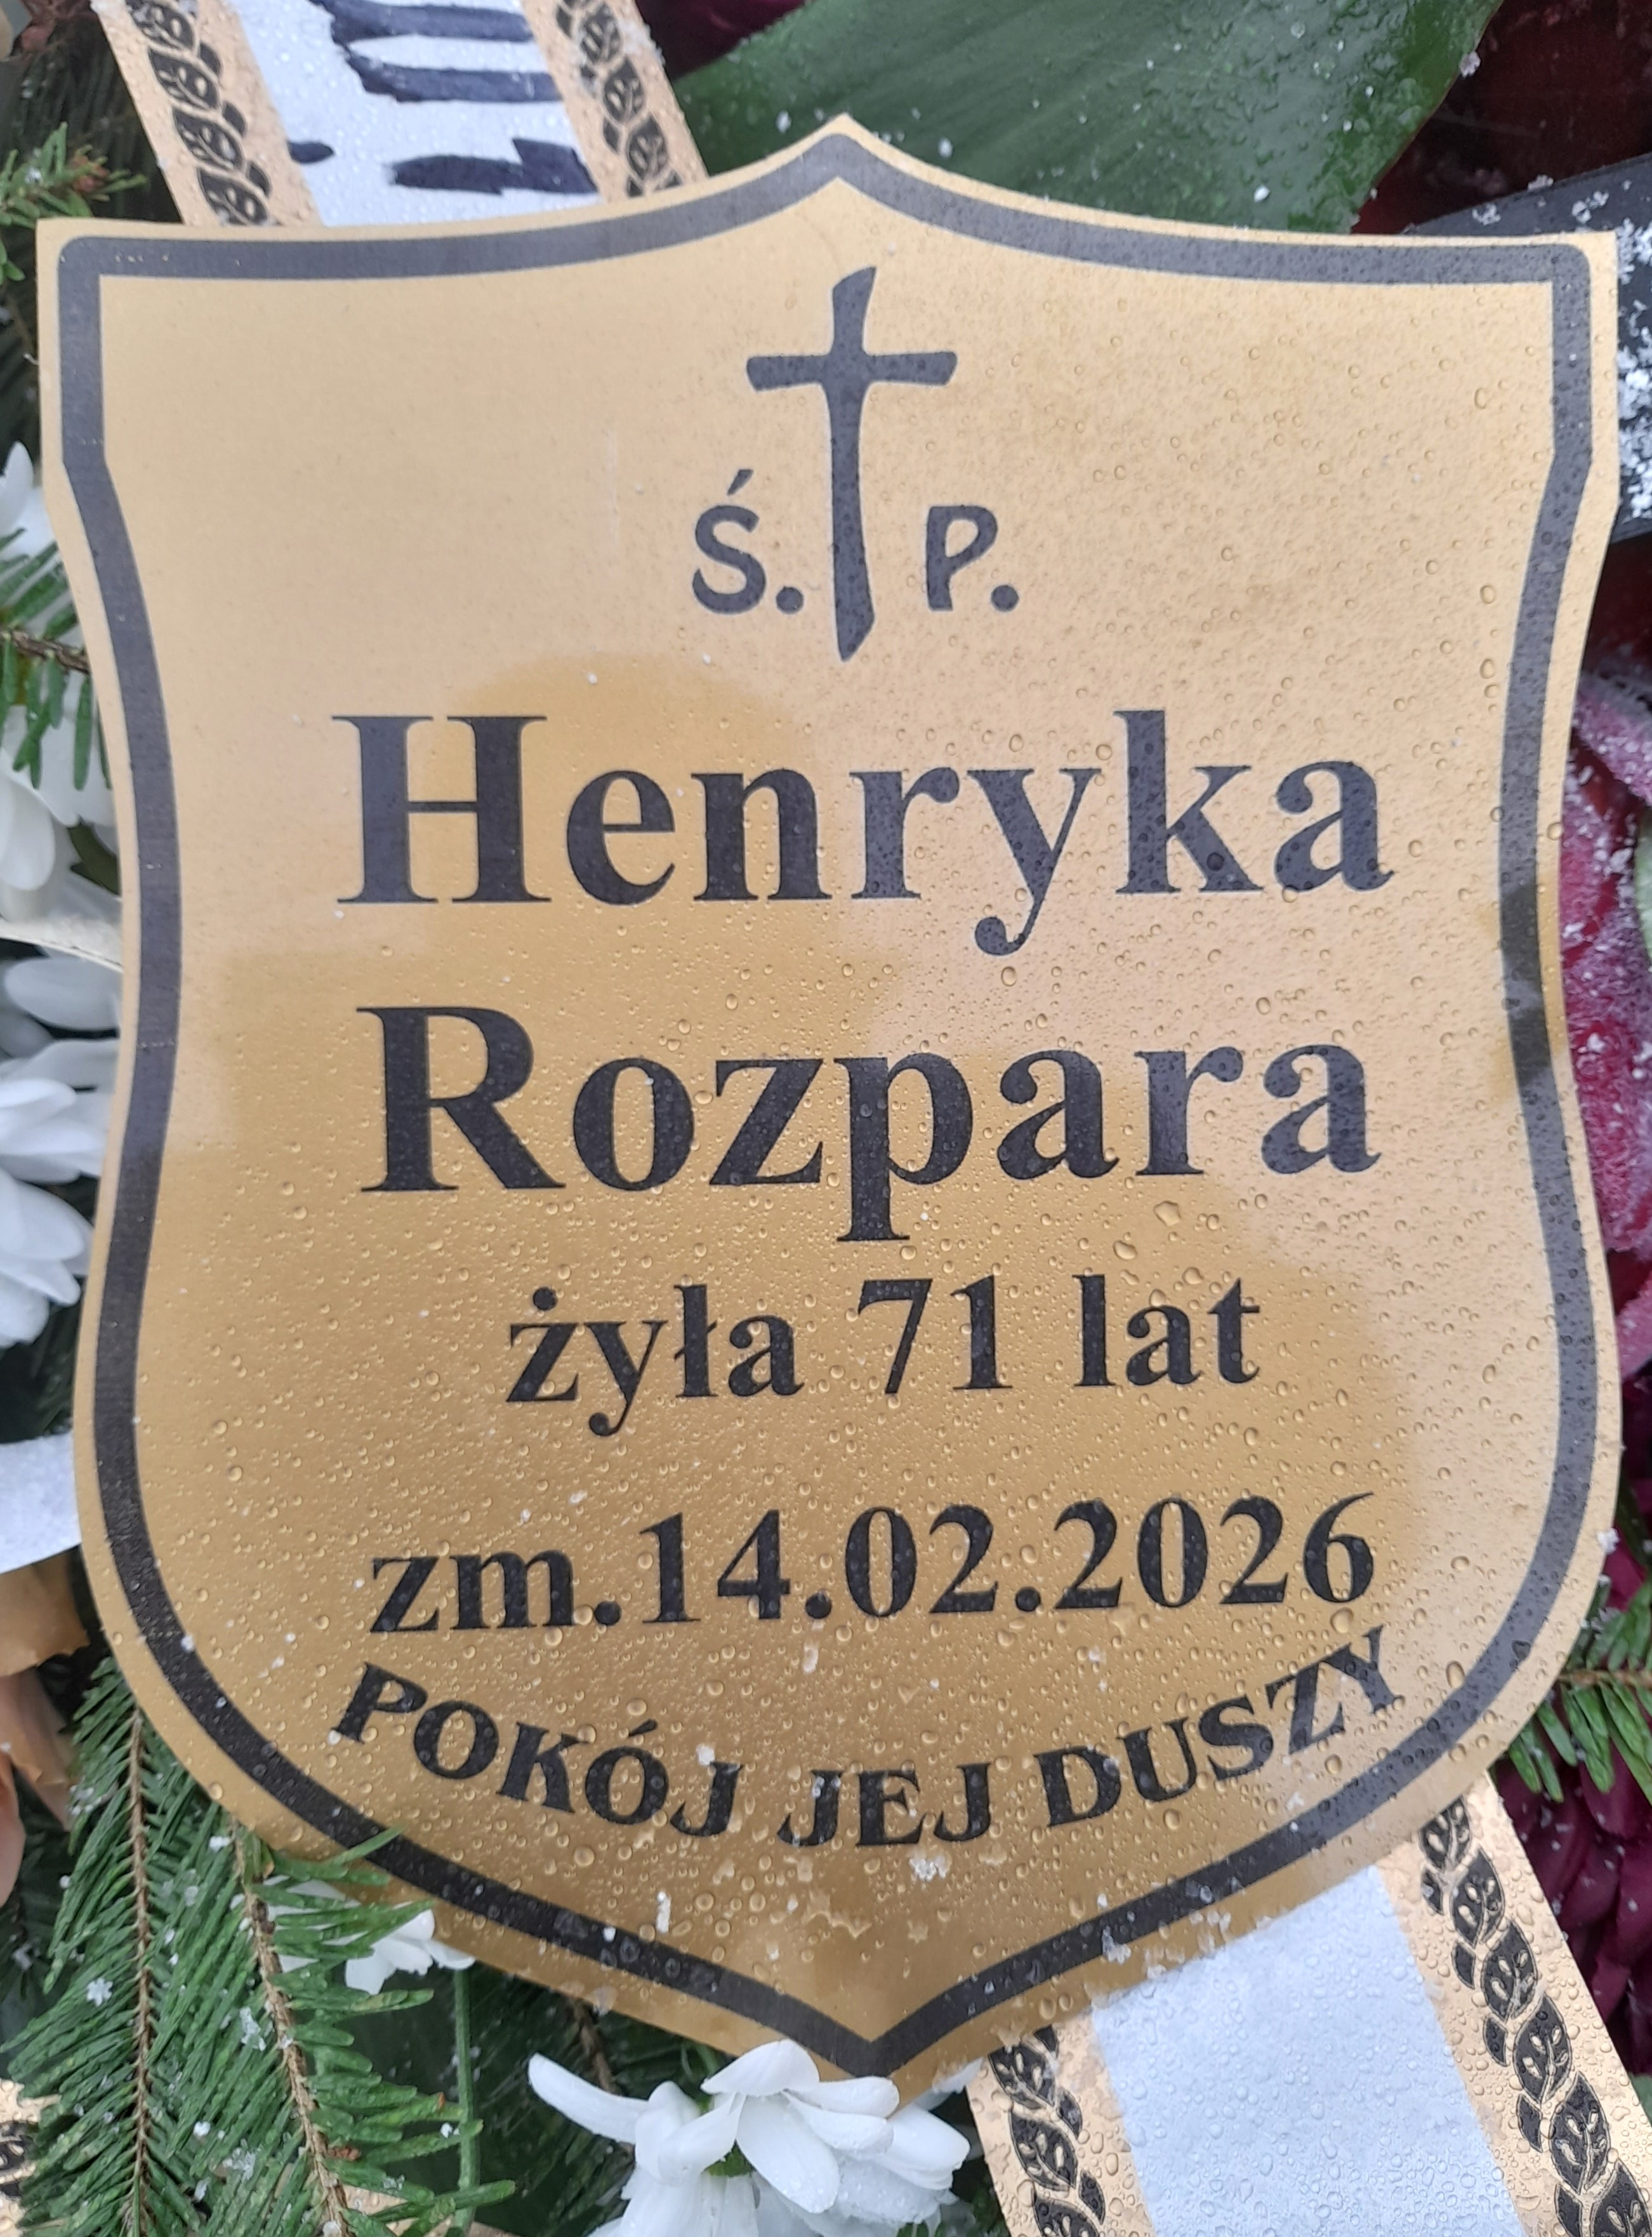 Ś. P.
Henryka
Rozpara
żyła 71 lat
zm.14.02.2026
POKÓJ JEJ DUSZY